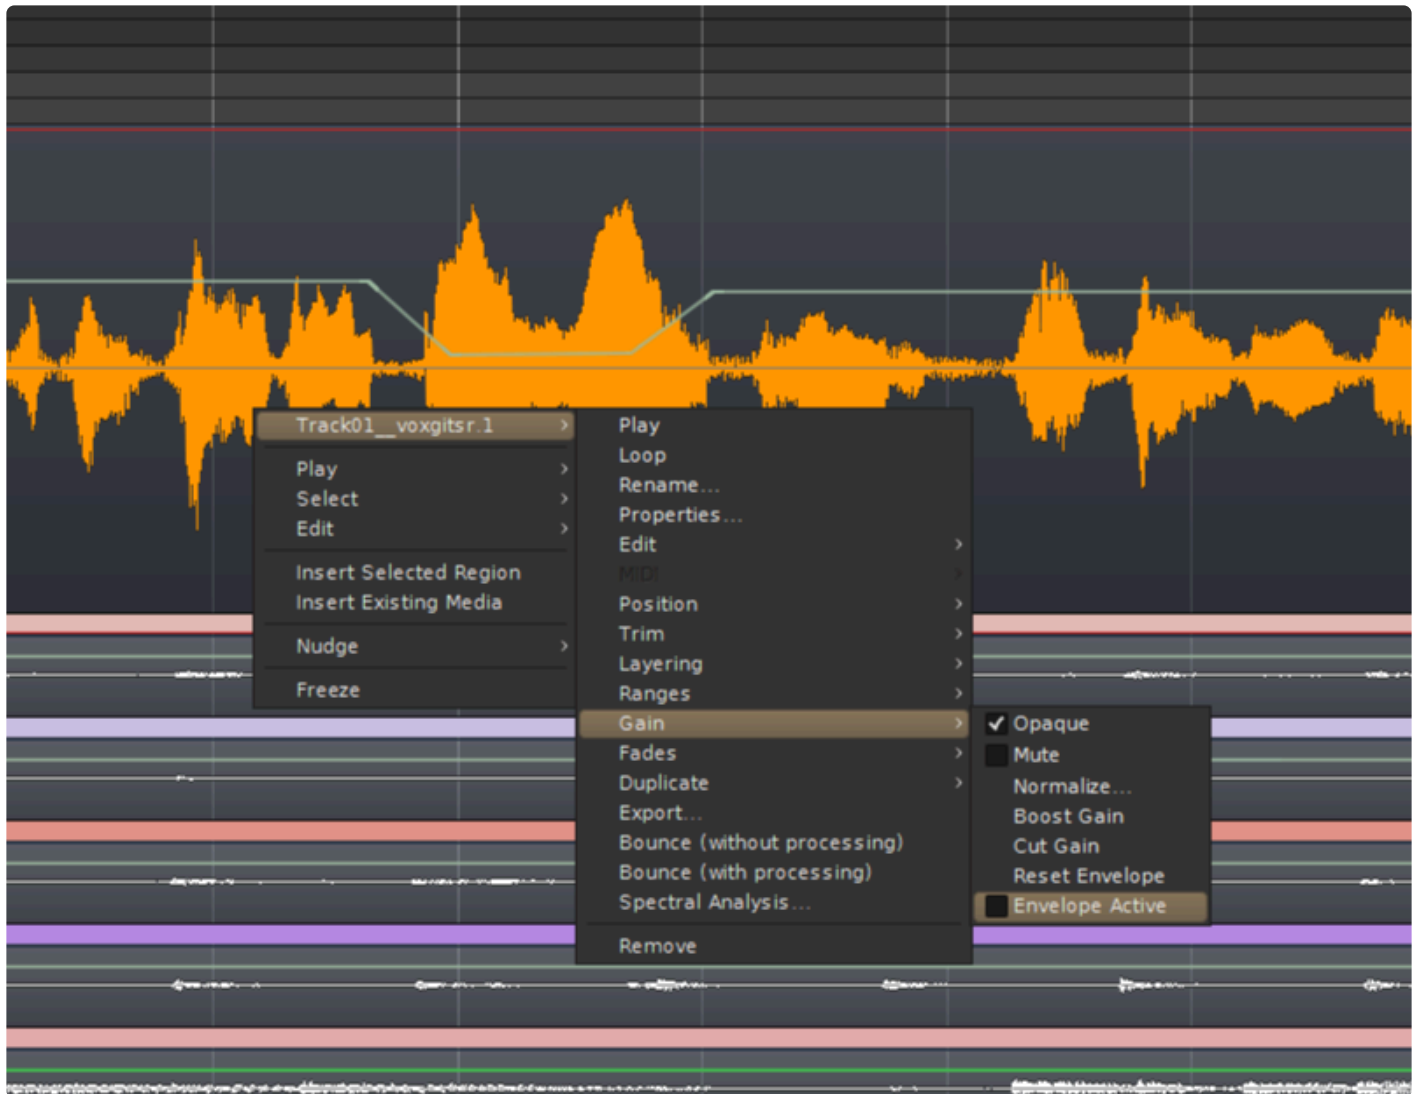 Track01__voxgitsr.1
Play
Select
Edit
Insert Selected Region
Insert Existing Media
Nudge
Freeze
Play
Loop
Rename...
Properties...
Edit
MIDI
Position
Trim
Layering
Ranges
Gain
Fades
Duplicate
Export...
Bounce (without processing)
Bounce (with processing)
Spectral Analysis...
Remove
Opaque
Mute
Normalize...
Boost Gain
Cut Gain
Reset Envelope
Envelope Active